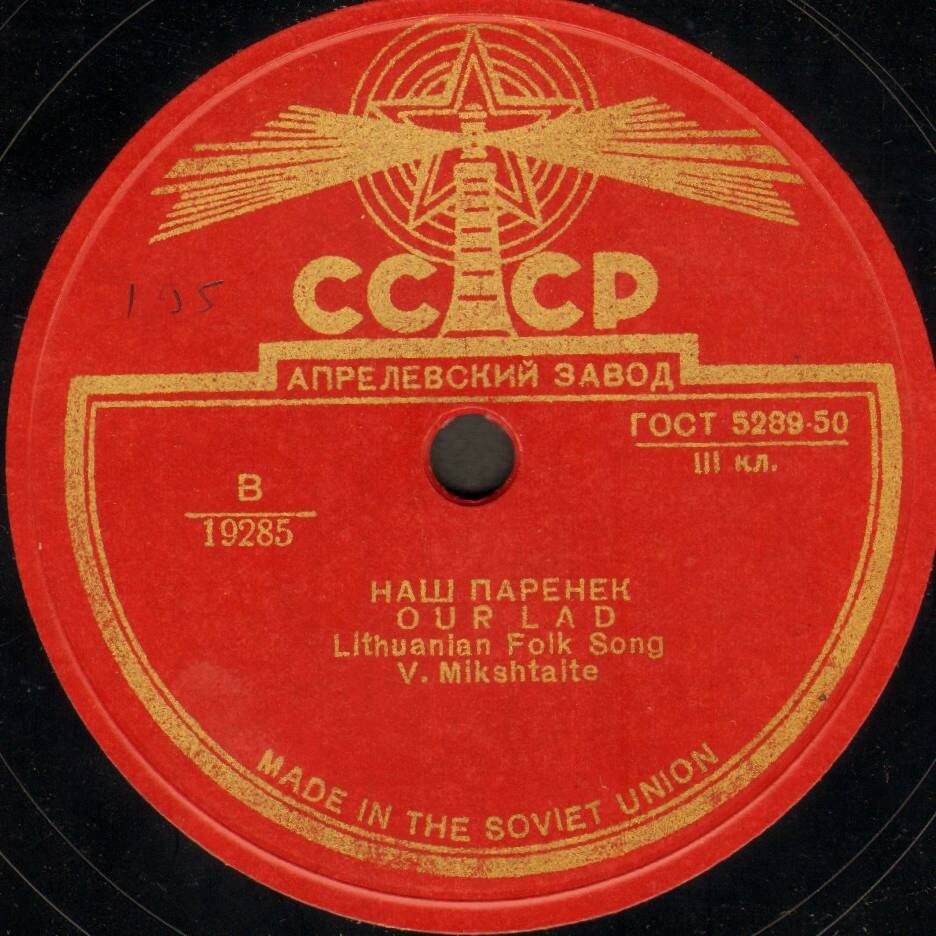 195
СССР
АПРЕЛЕВСКИЙ ЗАВОД
ГОСТ 5289-50
III кл.
В
19285
НАШ ПАРЕНЕК
OUR LAD
Lithuanian Folk Song
V. Mikshtaite
MADE IN THE SOVIET UNION